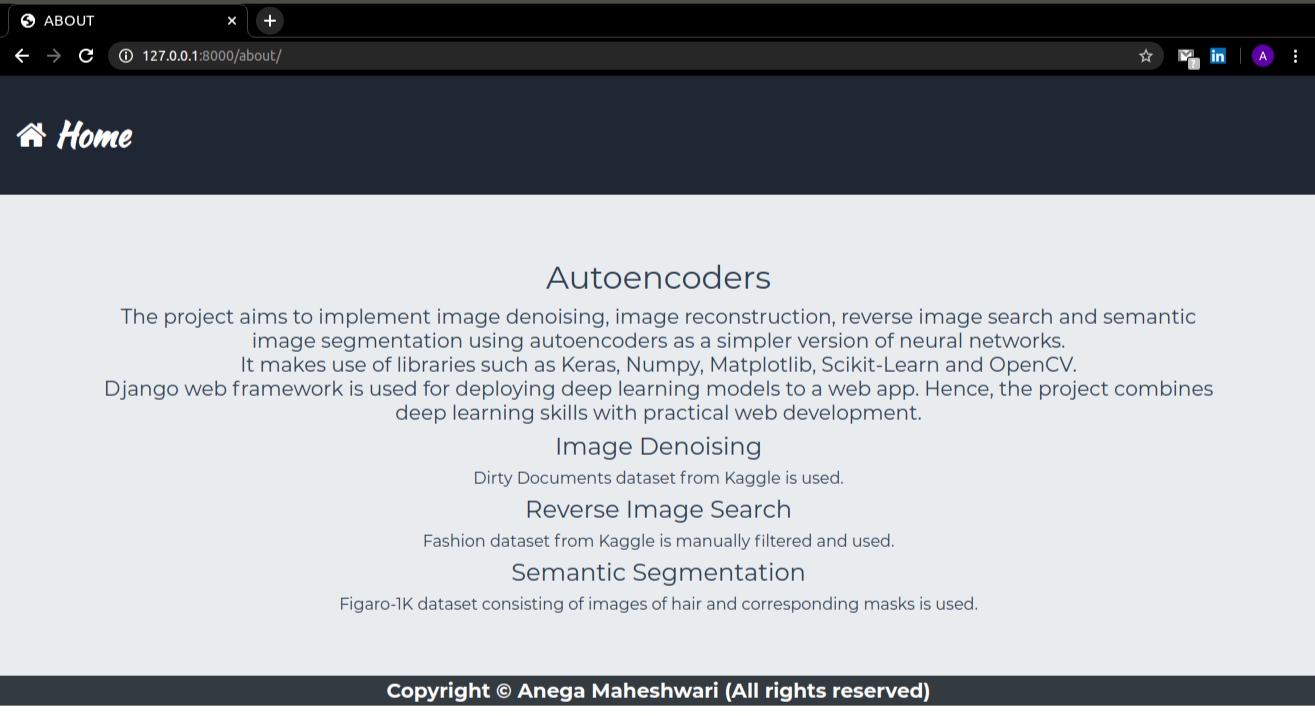 ABOUT
127.0.0.1:8000/about/
in
A
?
Home
Autoencoders
The project aims to implement image denoising, image reconstruction, reverse image search and semantic
image segmentation using autoencoders as a simpler version of neural networks.
It makes use of libraries such as Keras, Numpy, Matplotlib, Scikit-Learn and OpenCV.
Django web framework is used for deploying deep learning models to a web app. Hence, the project combines
deep learning skills with practical web development.
Image Denoising
Dirty Documents dataset from Kaggle is used.
Reverse Image Search
Fashion dataset from Kaggle is manually filtered and used.
Semantic Segmentation
Figaro-1K dataset consisting of images of hair and corresponding masks is used.
Copyright © Anega Maheshwari (All rights reserved)